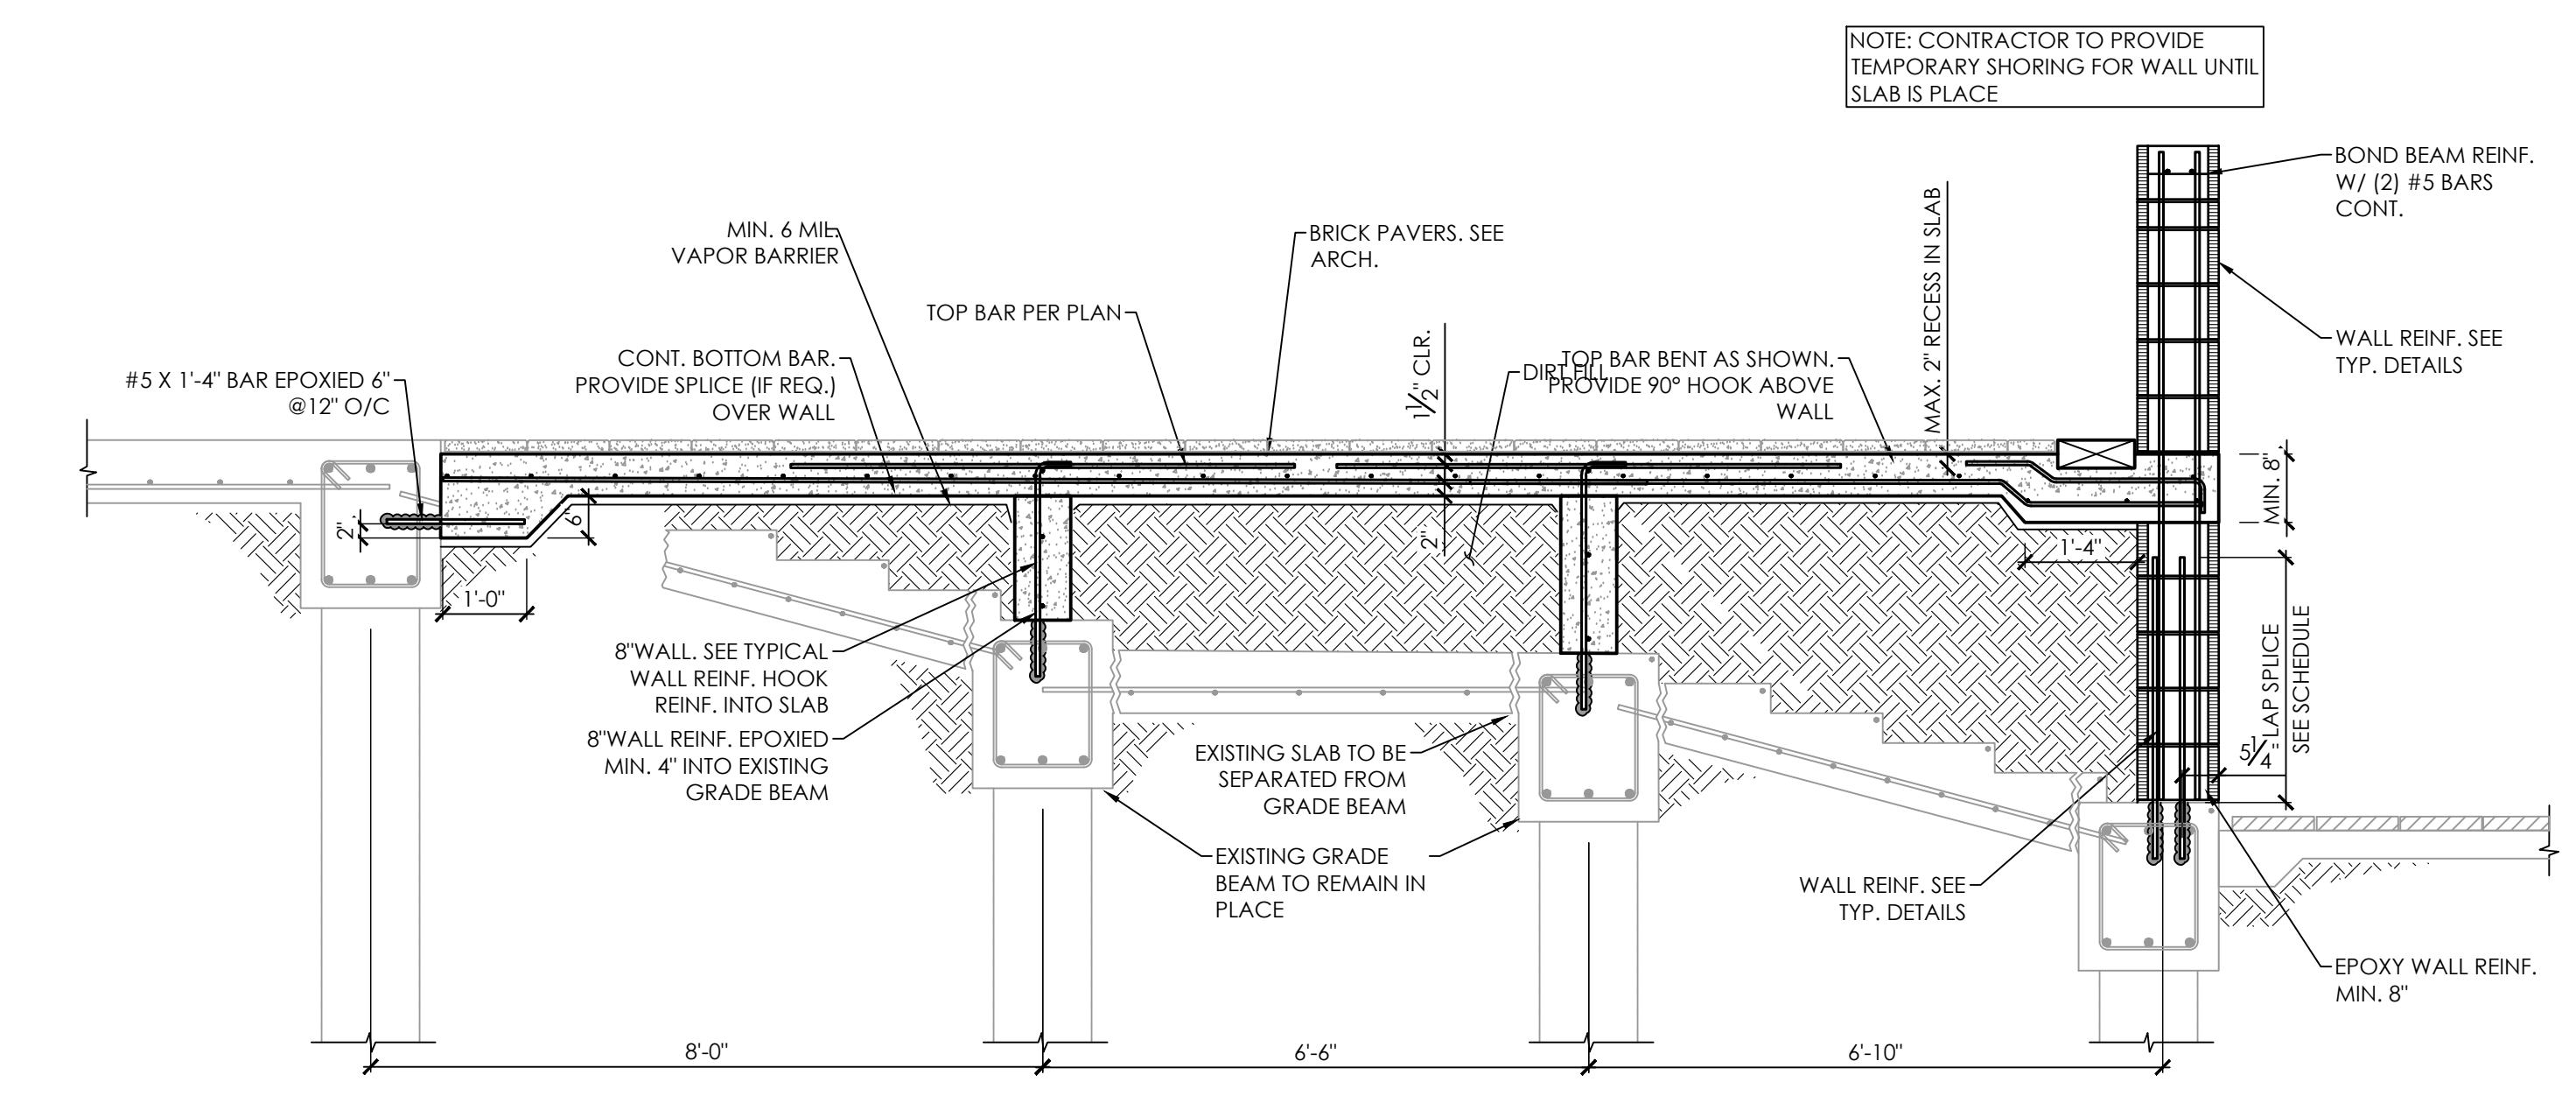 NOTE: CONTRACTOR TO PROVIDE
TEMPORARY SHORING FOR WALL UNTIL
SLAB IS PLACE
BOND BEAM REINF.
W/ (2) #5 BARS
CONT.
MIN. 6 MIL.
VAPOR BARRIER
BRICK PAVERS. SEE
ARCH.
MAX. 2" RECESS IN SLAB
TOP BAR PER PLAN
WALL REINF. SEE
TYP. DETAILS
CONT. BOTTOM BAR.
PROVIDE SPLICE (IF REQ.)
OVER WALL
1½" CLR.
DIRT FILL
TOP BAR BENT AS SHOWN.
PROVIDE 90° HOOK ABOVE
WALL
#5 X 1'-4" BAR EPOXIED 6"
@12" O/C
MIN. 8"
2"
6"
2"
1'-4"
1'-0"
8"WALL. SEE TYPICAL
WALL REINF. HOOK
REINF. INTO SLAB
8"WALL REINF. EPOXIED
MIN. 4" INTO EXISTING
GRADE BEAM
EXISTING SLAB TO BE
SEPARATED FROM
GRADE BEAM
LAP SPLICE
SEE SCHEDULE
5¼"
EXISTING GRADE
BEAM TO REMAIN IN
PLACE
WALL REINF. SEE
TYP. DETAILS
EPOXY WALL REINF.
MIN. 8"
8'-0"
6'-6"
6'-10"